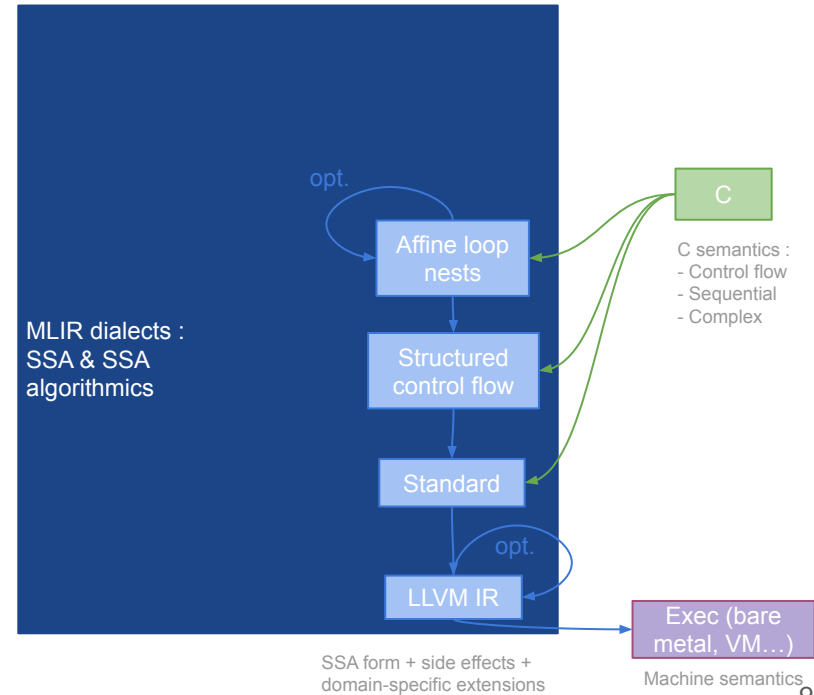 opt.
C
Affine loop
nests
C semantics :
- Control flow
- Sequential
- Complex
MLIR dialects :
SSA & SSA
algorithmics
Structured
control flow
Standard
opt.
LLVM IR
Exec (bare
metal, VM…)
SSA form + side effects +
domain-specific extensions
Machine semantics